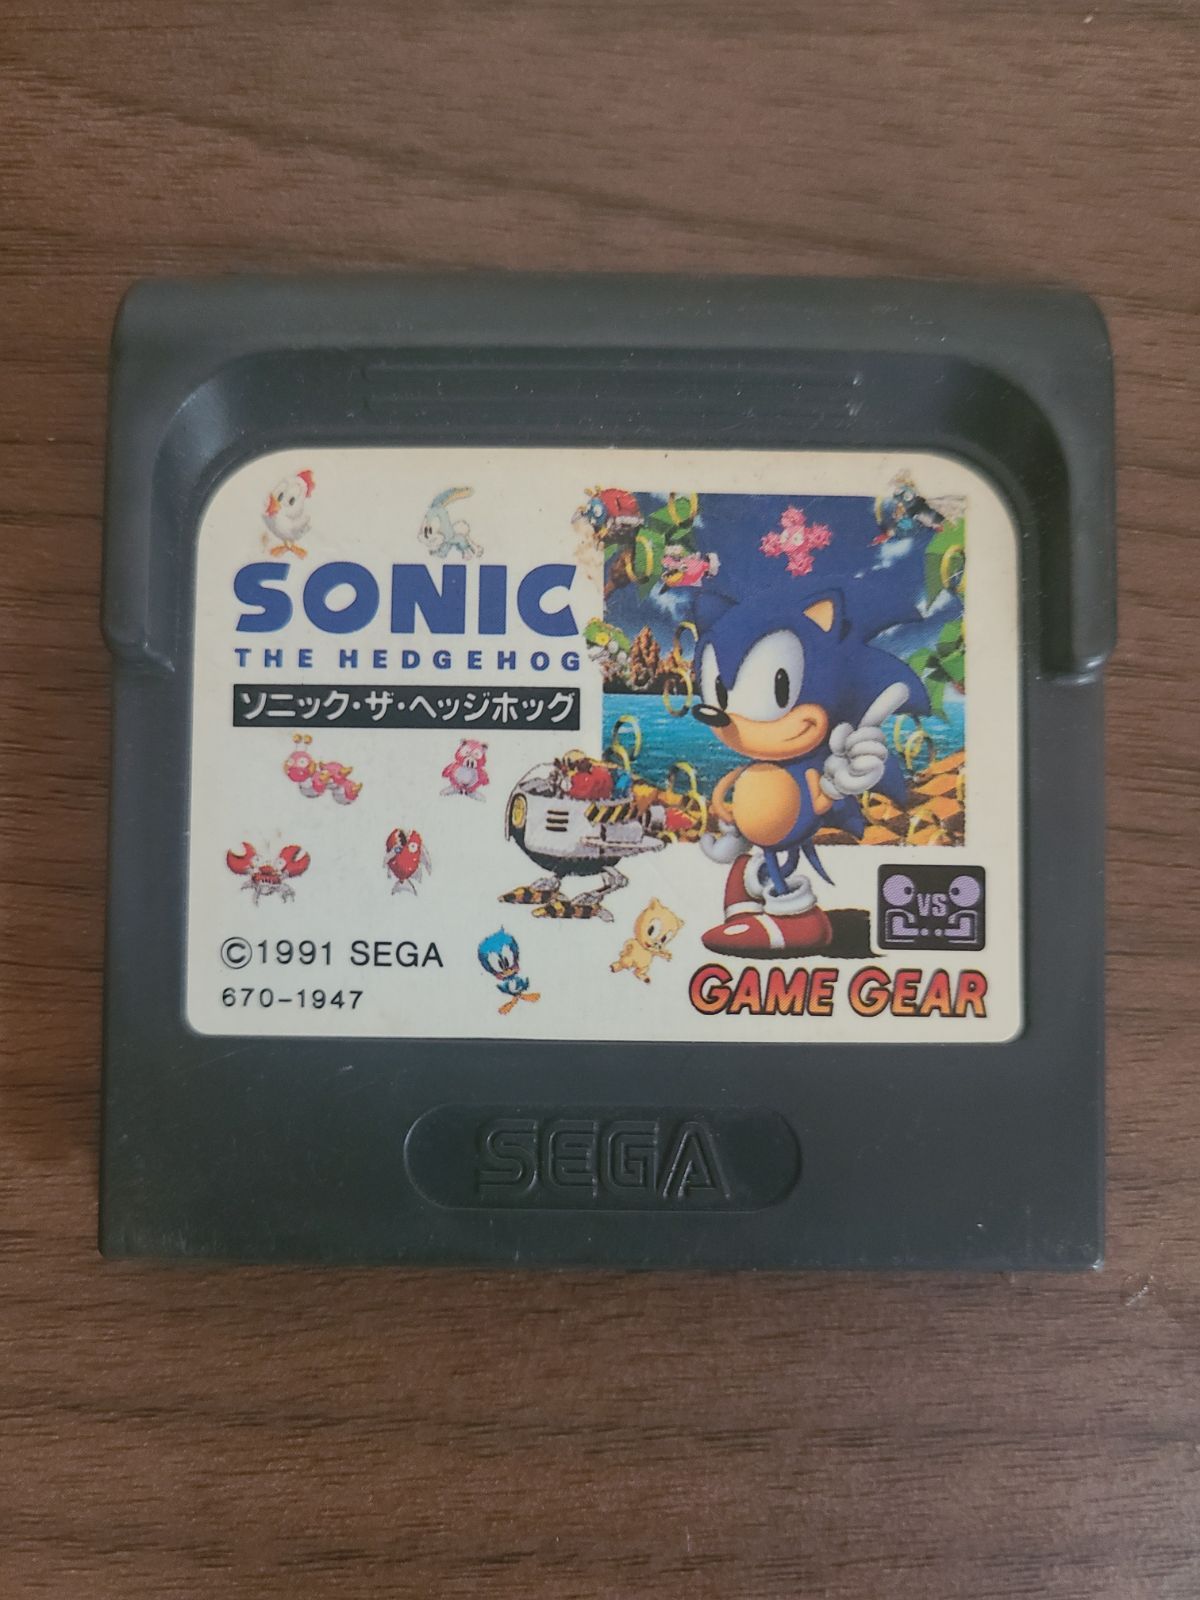 SONIC
THE HEDGEHOG
ソニック・ザ・ヘッジホッグ
©1991 SEGA
670-1947
VS
GAME GEAR
SEGA